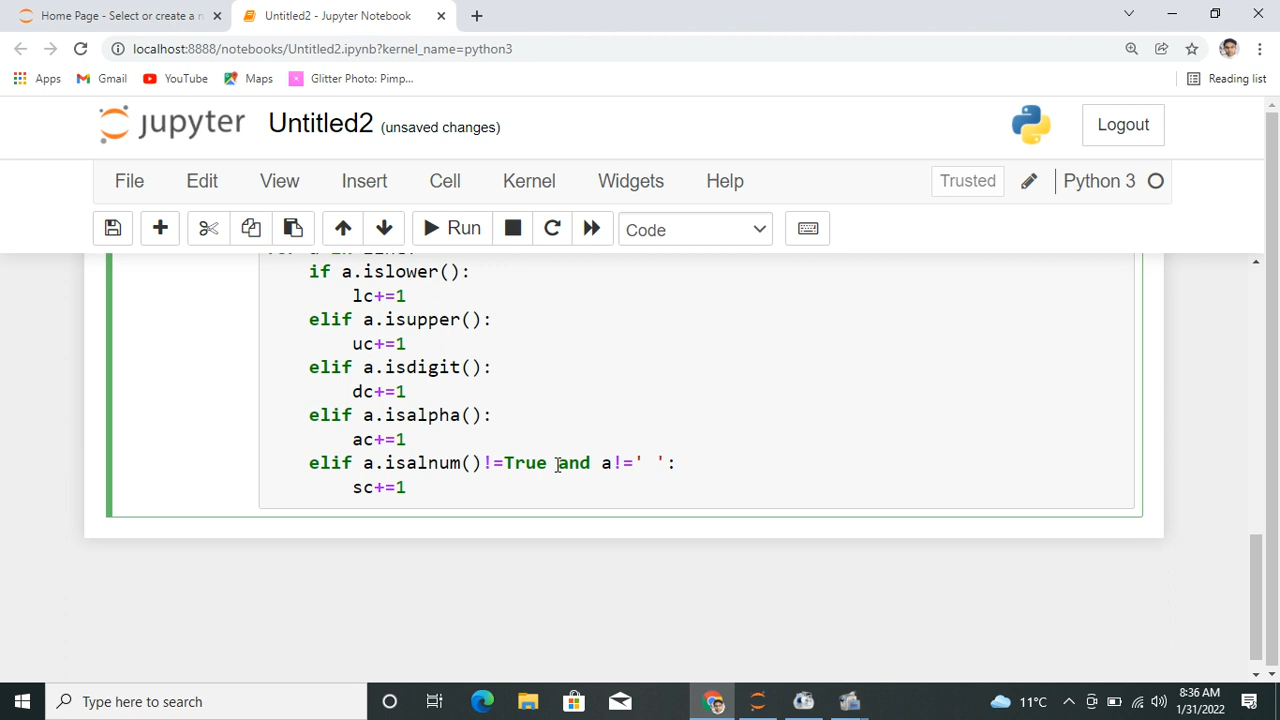 Home Page - Select or create a n
Untitled2 - Jupyter Notebook
localhost:8888/notebooks/Untitled2.ipynb?kernel_name=python3
Apps Gmail YouTube Maps Glitter Photo: Pimp... Reading list
jupyter Untitled2 (unsaved changes) Logout
File Edit View Insert Cell Kernel Widgets Help Trusted Python 3
Run Code
if a.islower():
lc+=1
elif a.isupper():
uc+=1
elif a.isdigit():
dc+=1
elif a.isalpha():
ac+=1
elif a.isalnum()!=True and a!=' ':
sc+=1
Type here to search
11°C
8:36 AM
1/31/2022